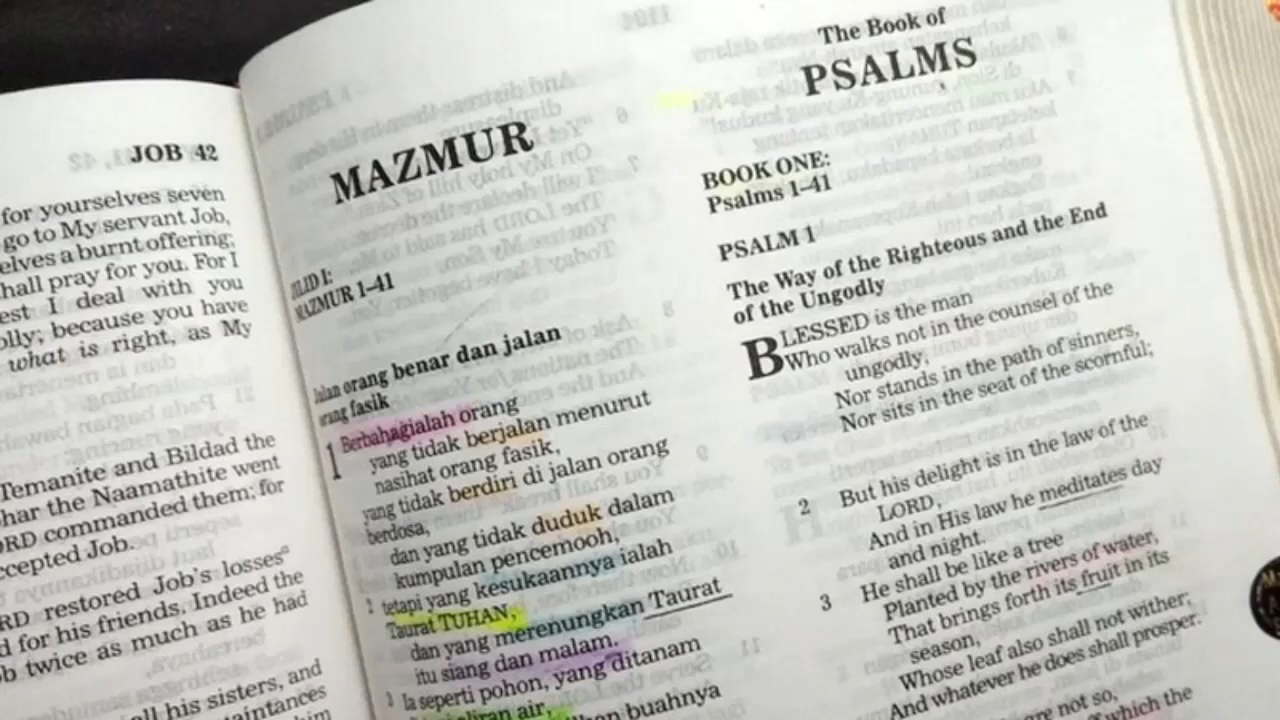 JOB 42
for yourselves seven
go to My servant Job,
a burnt offering;
shall pray for you. For I
I deal with you
because you have
what is right, as My
Temanite and Bildad the
the Naamathite went
commanded them; for
accepted Job.
restored Job's losses
for his friends. Indeed the
twice as much as he had
all his sisters, and
MAZMUR
JILID I:
MAZMUR 1–41
Jalan orang benar dan jalan
orang fasik
1 Berbahagialah orang
yang tidak berjalan menurut
nasihat orang fasik,
yang tidak berdiri di jalan orang
berdosa,
dan yang tidak duduk dalam
kumpulan pencemooh,
2 tetapi yang kesukaannya ialah
Taurat TUHAN,
dan yang merenungkan Taurat
itu siang dan malam.
3 Ia seperti pohon, yang ditanam
aliran air,
buahnya
The Book of
PSALMS
BOOK ONE:
Psalms 1–41
PSALM 1
The Way of the Righteous and the End
of the Ungodly
BLESSED is the man
Who walks not in the counsel of the
ungodly,
Nor stands in the path of sinners,
Nor sits in the seat of the scornful;
2 But his delight is in the law of the
LORD,
And in His law he meditates day
and night.
3 He shall be like a tree
Planted by the rivers of water,
That brings forth its fruit in its
season,
Whose leaf also shall not wither;
And whatever he does shall prosper.
are not so,
which the